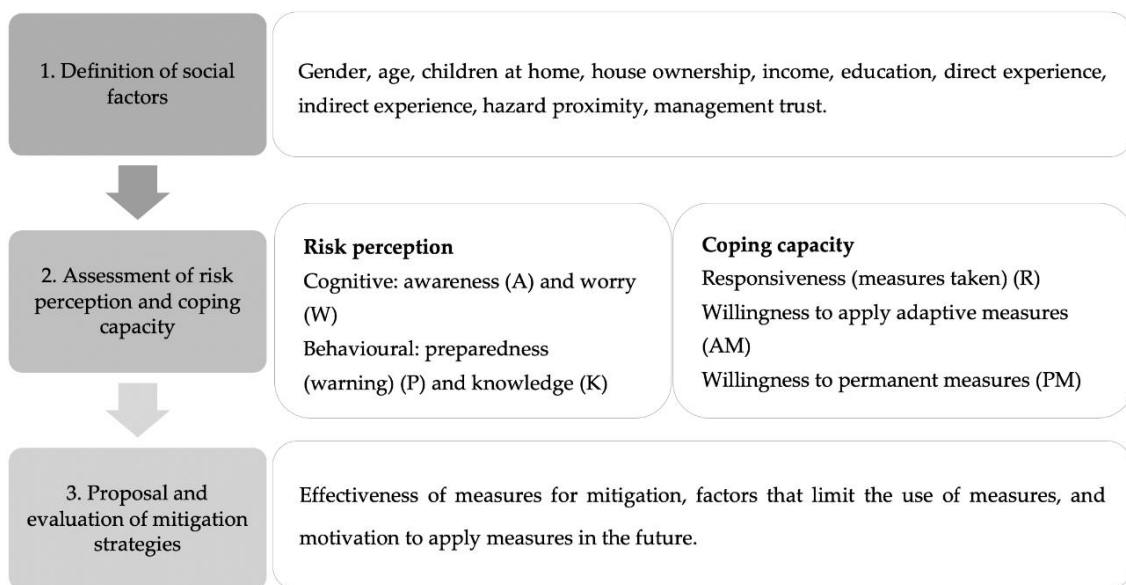 1. Definition of social
factors
Gender, age, children at home, house ownership, income, education, direct experience,
indirect experience, hazard proximity, management trust.
2. Assessment of risk
perception and coping
capacity
Risk perception
Cognitive: awareness (A) and worry
(W)
Behavioural: preparedness
(warning) (P) and knowledge (K)
Coping capacity
Responsiveness (measures taken) (R)
Willingness to apply adaptive measures
(AM)
Willingness to permanent measures (PM)
3. Proposal and
evaluation of mitigation
strategies
Effectiveness of measures for mitigation, factors that limit the use of measures, and
motivation to apply measures in the future.